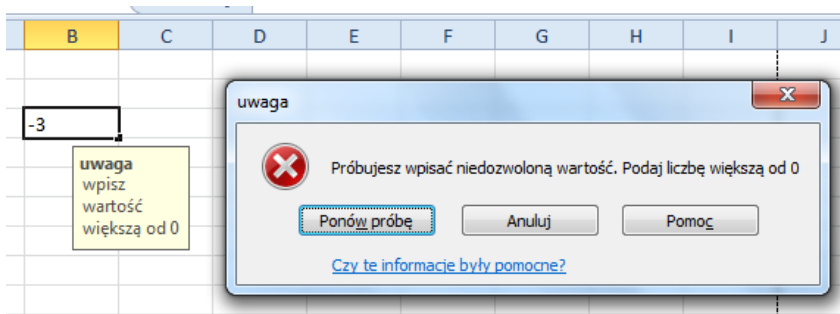 B C D E F G H I J
uwaga
-3
Próbujesz wpisać niedozwoloną wartość. Podaj liczbę większą od 0
uwaga
wpisz
wartość
większą od 0
Ponów próbę Anuluj Pomoc
Czy te informacje były pomocne?